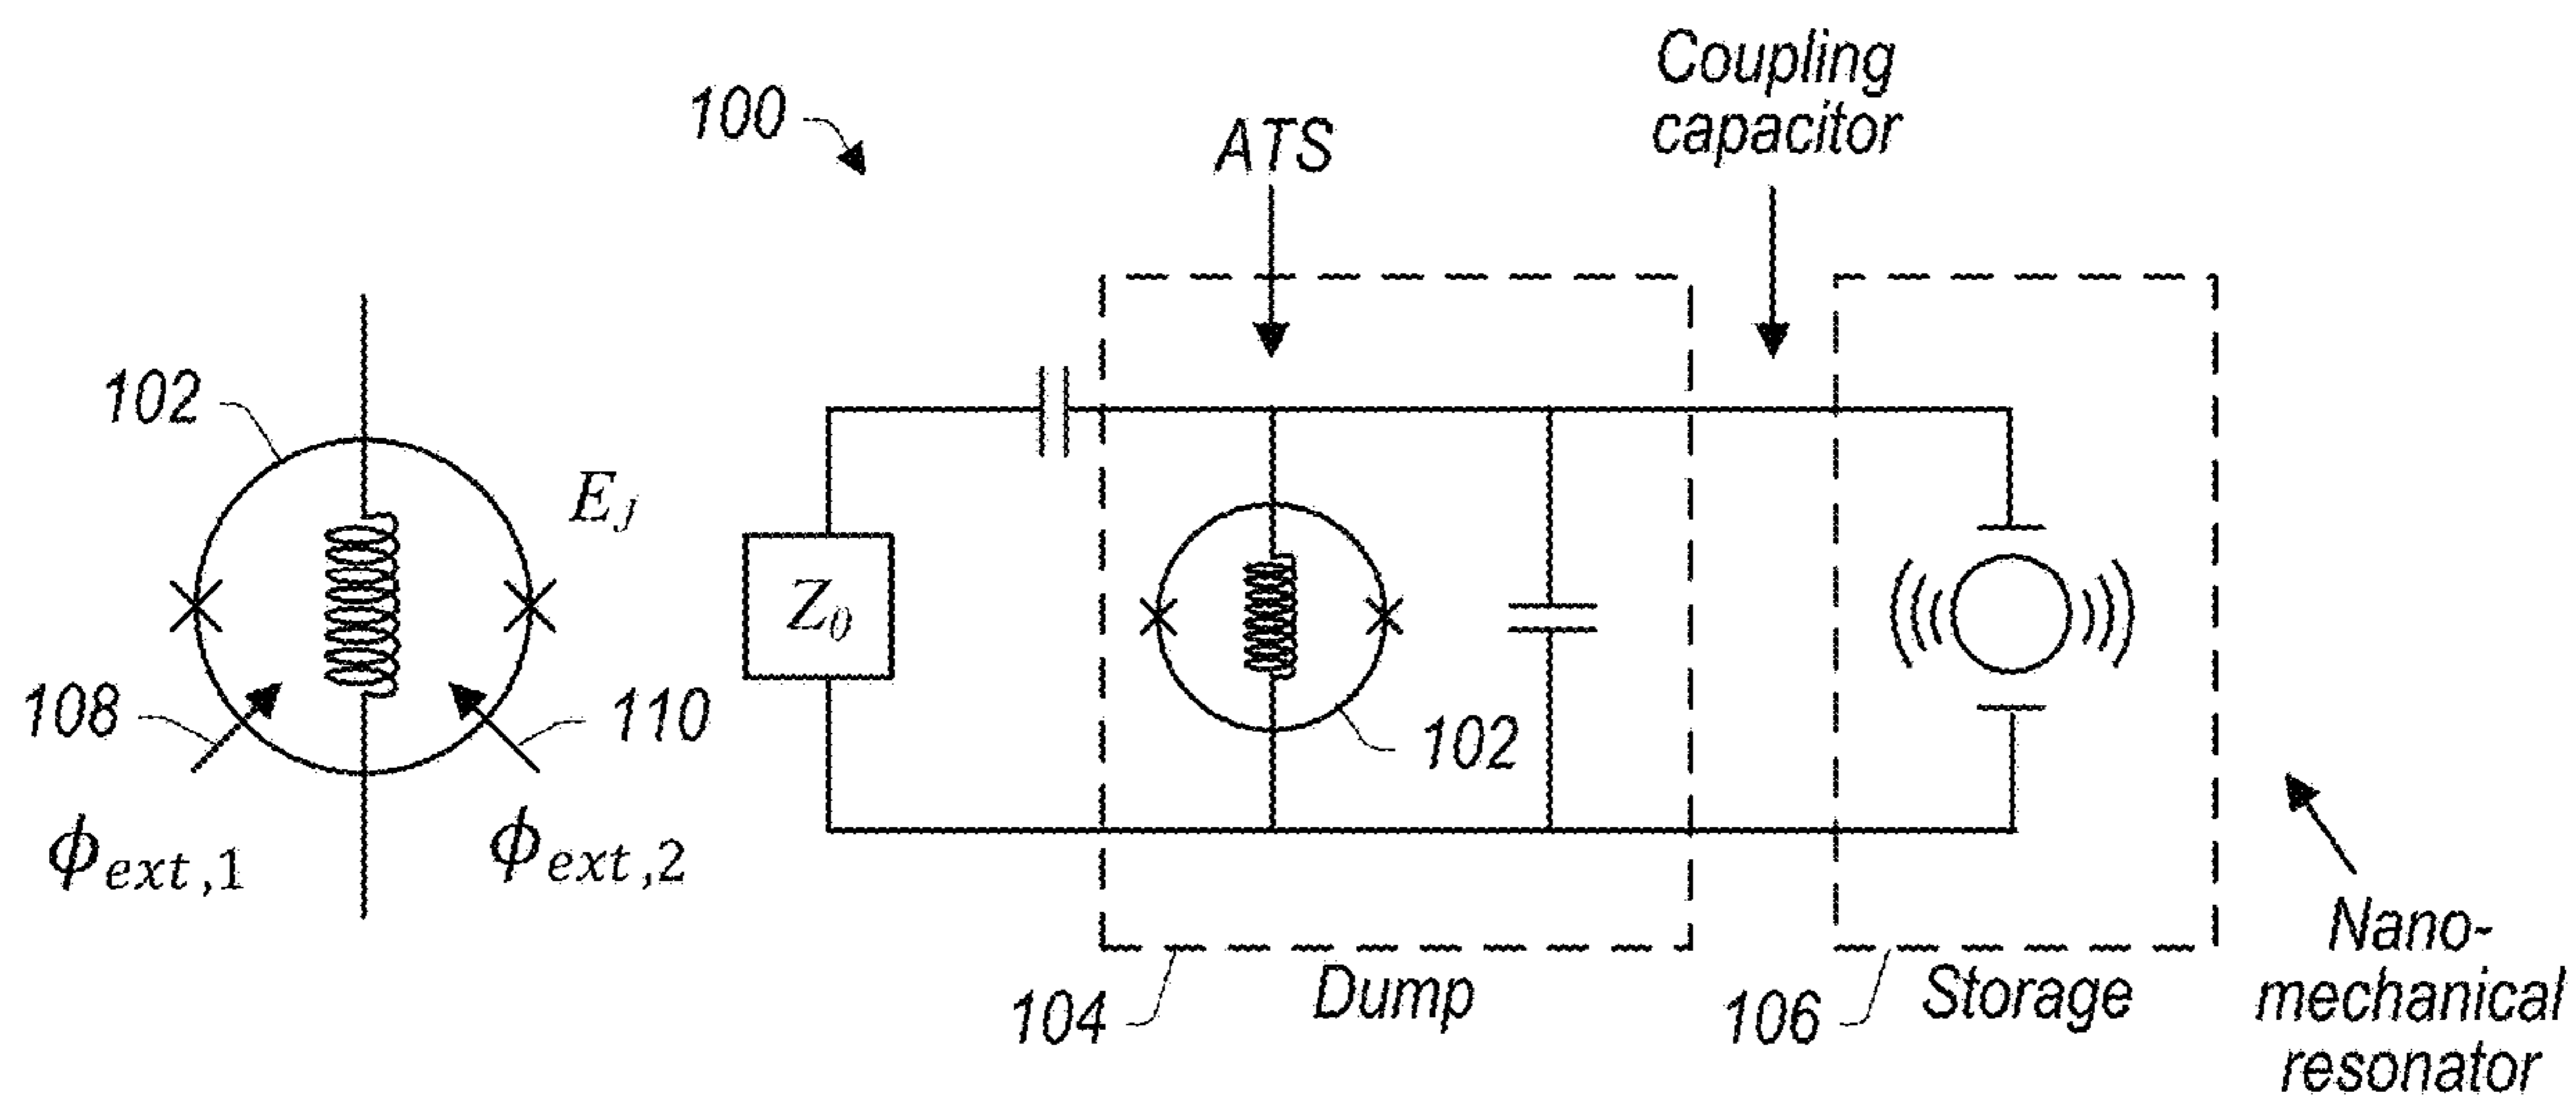 100
ATS
Coupling
capacitor
102
E_J
Z_0
108
110
102
ϕ_ext,1
ϕ_ext,2
104
Dump
106
Storage
Nano-
mechanical
resonator